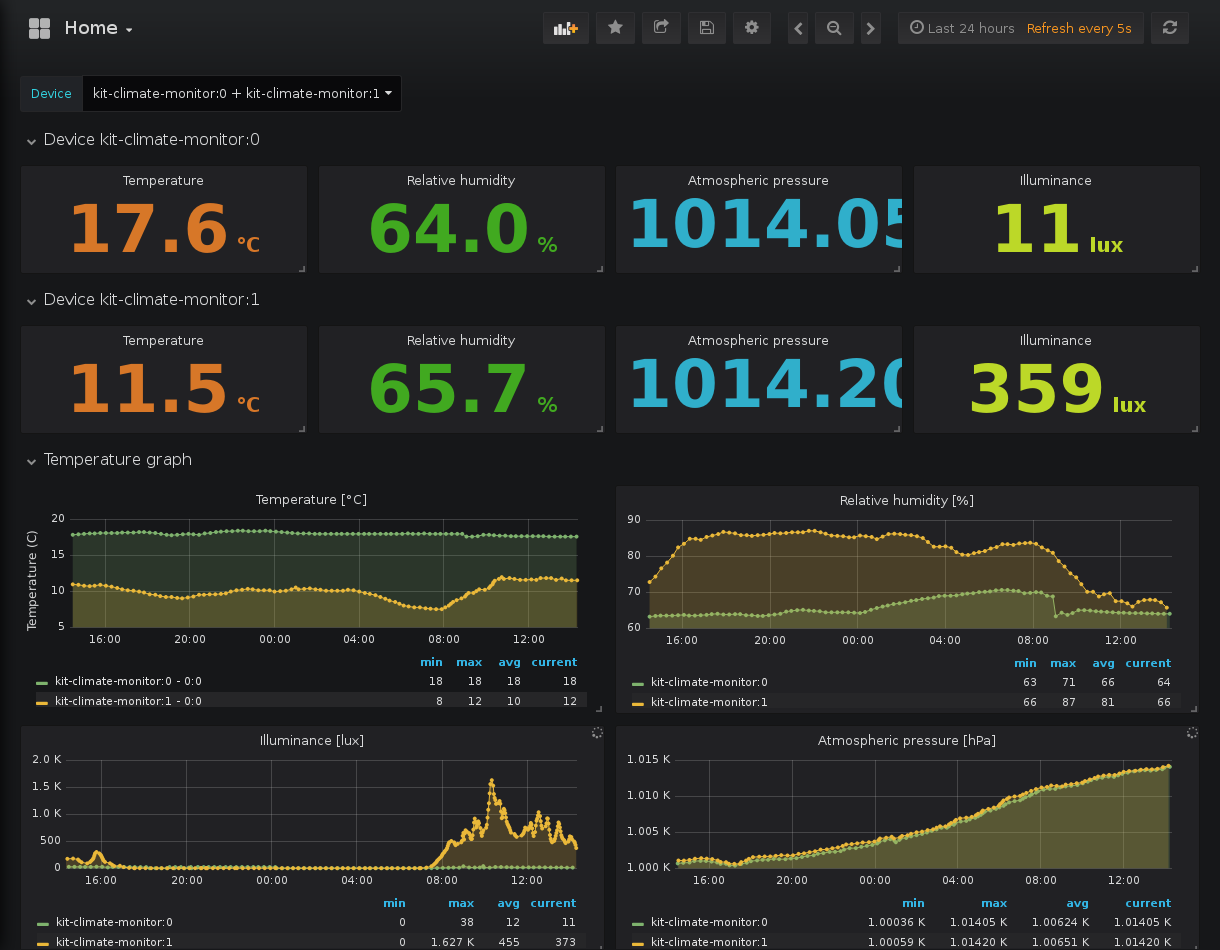 Home
Last 24 hours Refresh every 5s
Device kit-climate-monitor:0 + kit-climate-monitor:1
Device kit-climate-monitor:0
Temperature Relative humidity Atmospheric pressure Illuminance
17.6 °C 64.0 % 1014.05 11 lux
Device kit-climate-monitor:1
Temperature Relative humidity Atmospheric pressure Illuminance
11.5 °C 65.7 % 1014.20 359 lux
Temperature graph
Temperature [°C]
Temperature (C)
20
15
10
5
16:00 20:00 00:00 04:00 08:00 12:00
min max avg current
kit-climate-monitor:0 - 0:0 18 18 18 18
kit-climate-monitor:1 - 0:0 8 12 10 12
Relative humidity [%]
90
80
70
60
16:00 20:00 00:00 04:00 08:00 12:00
min max avg current
kit-climate-monitor:0 63 71 66 64
kit-climate-monitor:1 66 87 81 66
Illuminance [lux]
2.0 K
1.5 K
1.0 K
500
0
16:00 20:00 00:00 04:00 08:00 12:00
min max avg current
kit-climate-monitor:0 0 38 12 11
kit-climate-monitor:1 0 1.627 K 455 373
Atmospheric pressure [hPa]
1.015 K
1.010 K
1.005 K
1.000 K
16:00 20:00 00:00 04:00 08:00 12:00
min max avg current
kit-climate-monitor:0 1.00036 K 1.01405 K 1.00624 K 1.01405 K
kit-climate-monitor:1 1.00059 K 1.01420 K 1.00651 K 1.01420 K